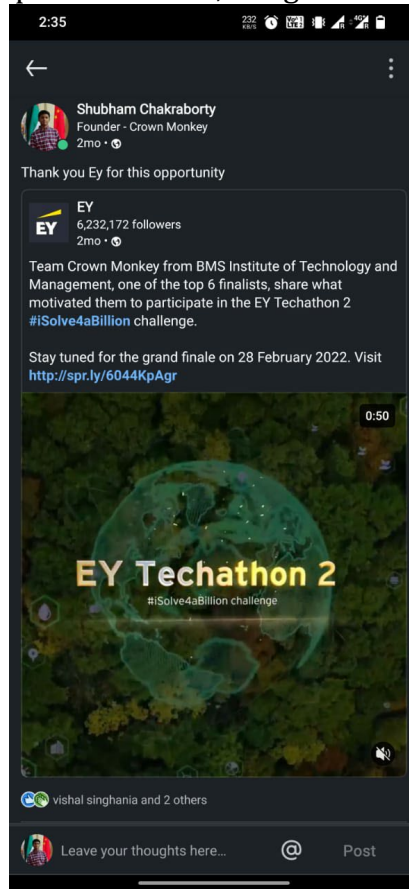 2:35
232
KB/S
4G
R
R
Shubham Chakraborty
Founder - Crown Monkey
2mo •
Thank you Ey for this opportunity
EY
EY
6,232,172 followers
2mo •
Team Crown Monkey from BMS Institute of Technology and
Management, one of the top 6 finalists, share what
motivated them to participate in the EY Techathon 2
#iSolve4aBillion challenge.
Stay tuned for the grand finale on 28 February 2022. Visit
http://spr.ly/6044KpAgr
0:50
EY Techathon 2
#iSolve4aBillion challenge
vishal singhania and 2 others
Leave your thoughts here...
@
Post